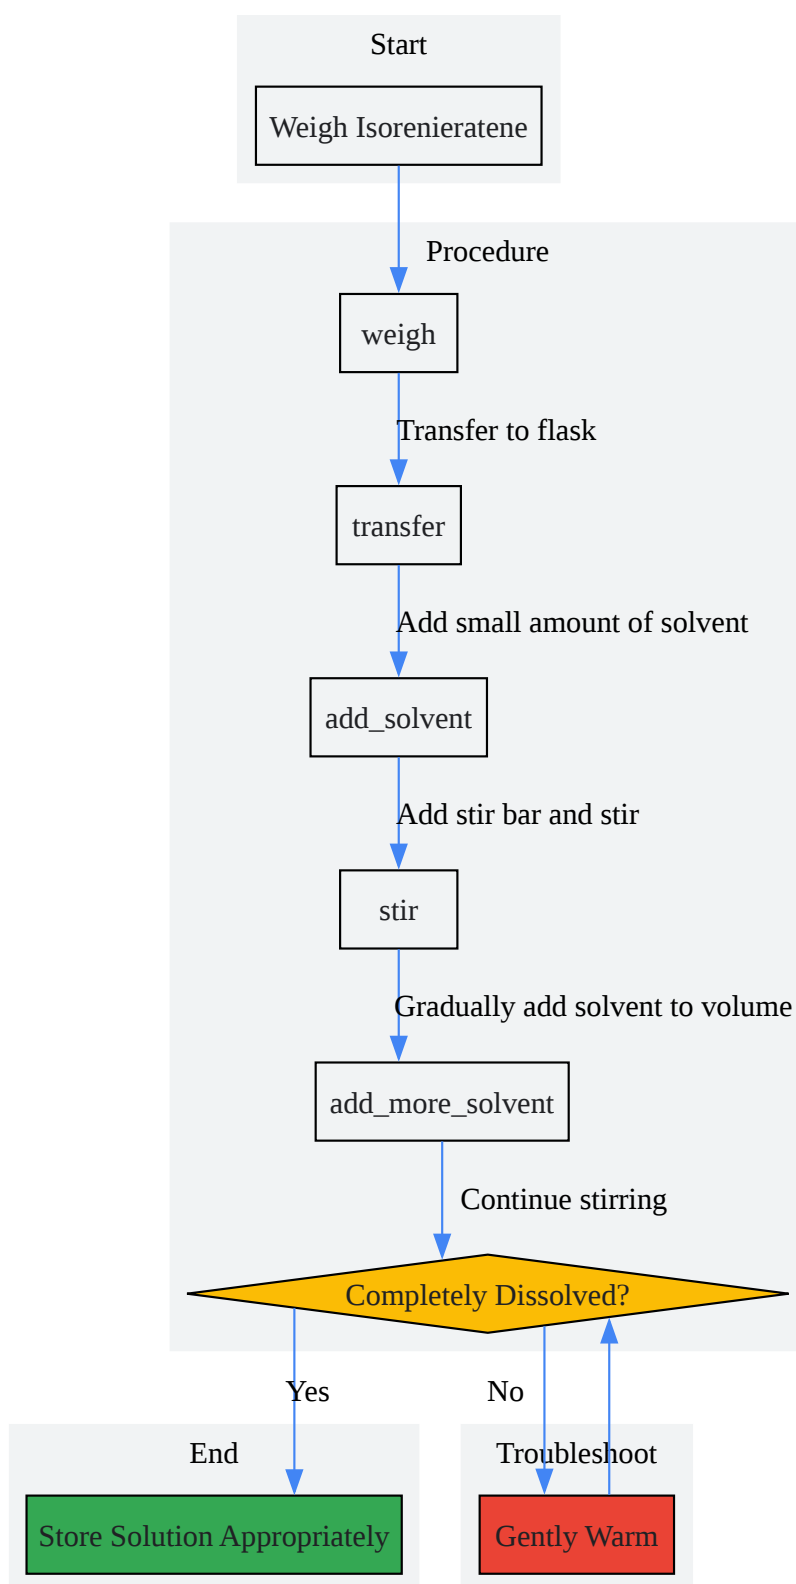 Start
Weigh Isorenieratene
Procedure
weigh
Transfer to flask
transfer
Add small amount of solvent
add_solvent
Add stir bar and stir
stir
Gradually add solvent to volume
add_more_solvent
Continue stirring
Completely Dissolved?
Yes
No
End
Troubleshoot
Store Solution Appropriately
Gently Warm